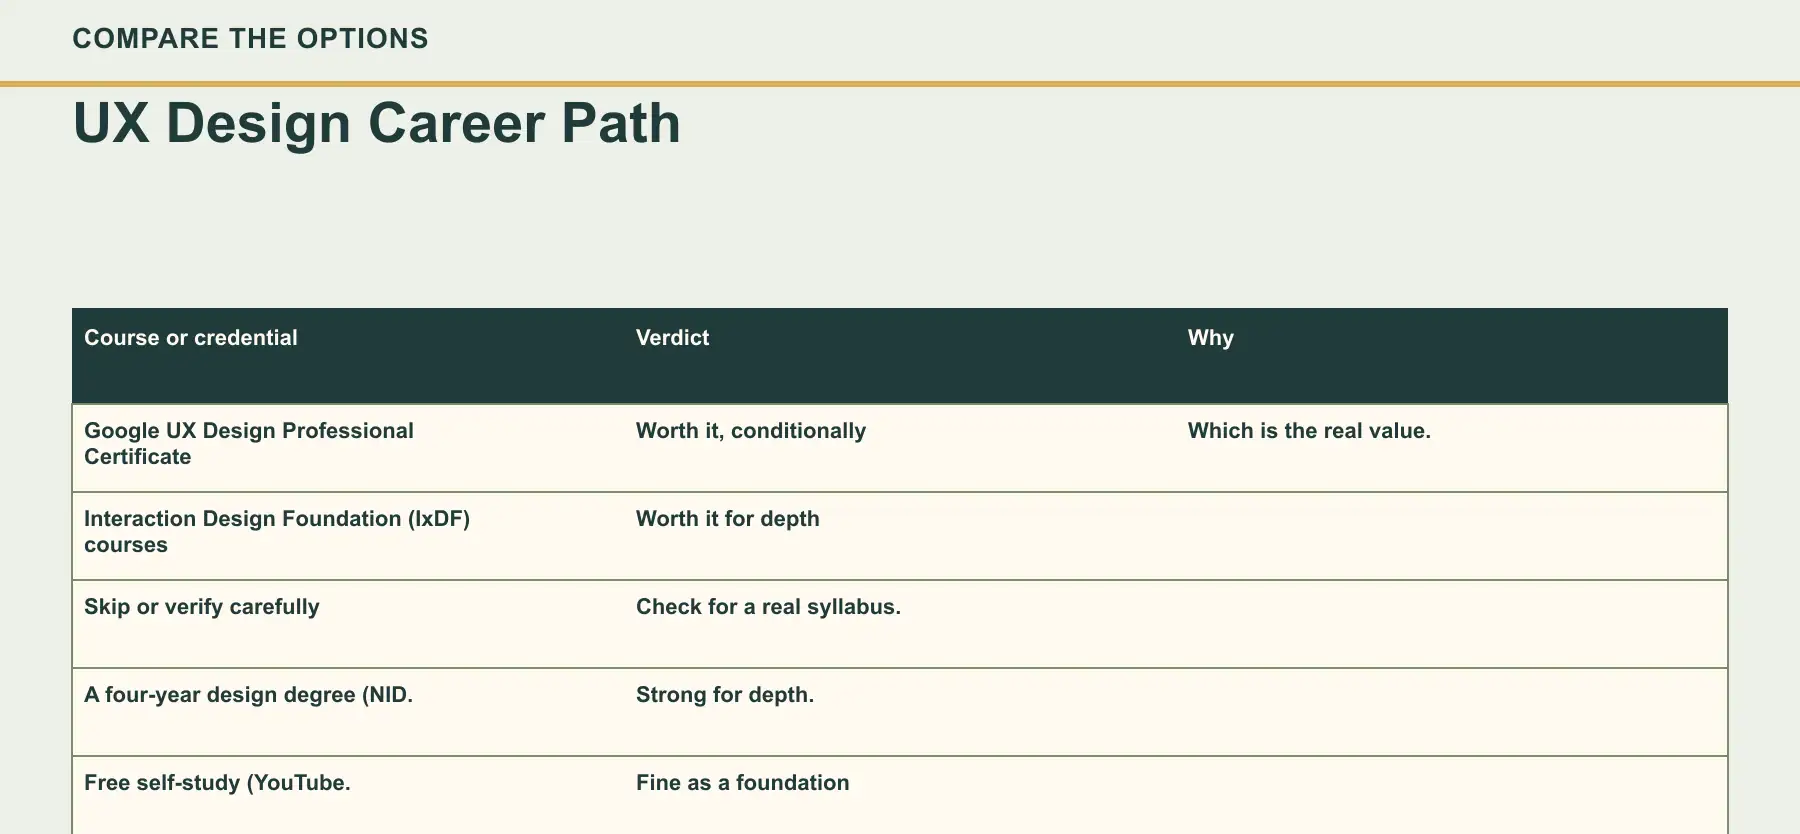 COMPARE THE OPTIONS
UX Design Career Path
Course or credential Verdict Why
Google UX Design Professional Worth it, conditionally Which is the real value.
Certificate
Interaction Design Foundation (IxDF) Worth it for depth
courses
Skip or verify carefully Check for a real syllabus.
A four-year design degree (NID. Strong for depth.
Free self-study (YouTube. Fine as a foundation